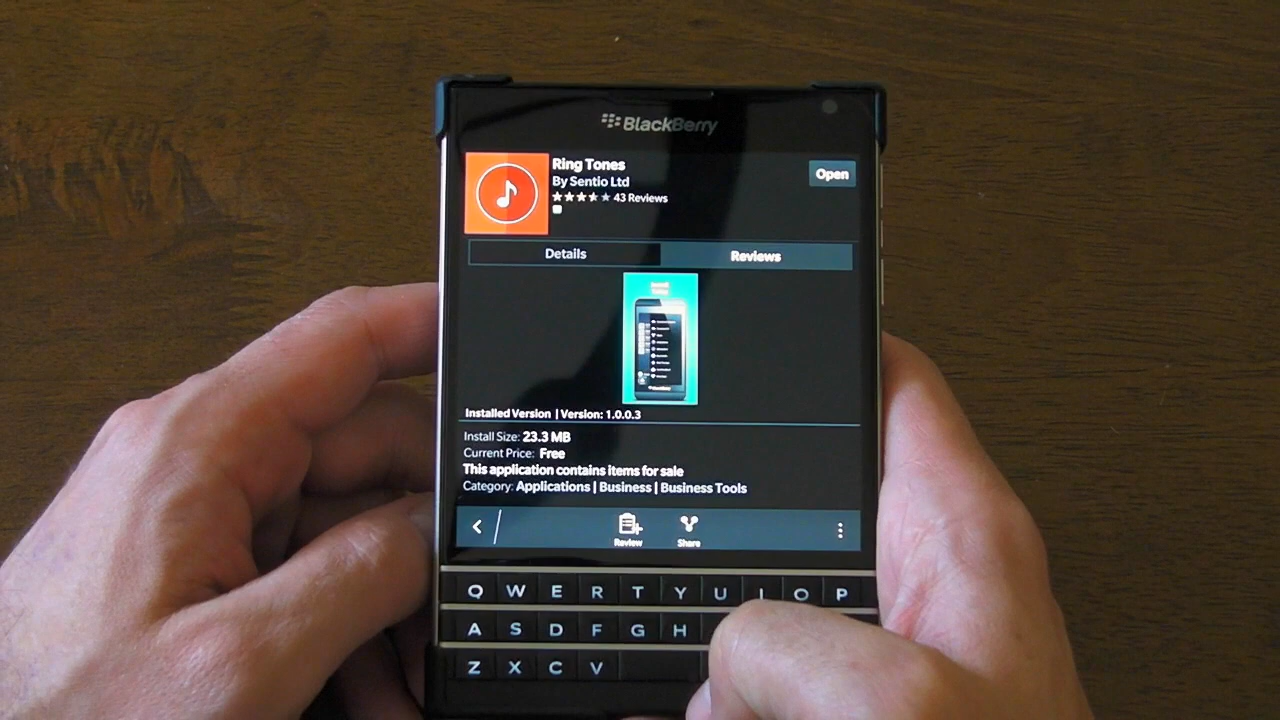 BlackBerry
Ring Tones
By Sentio Ltd
43 Reviews
Open
Details
Reviews
BlackBerry
Installed Version | Version: 1.0.0.3
Install Size: 23.3 MB
Current Price: Free
This application contains items for sale
Category: Applications | Business | Business Tools
Review
Share
Q W E R T Y U I O P
A S D F G H
Z X C V